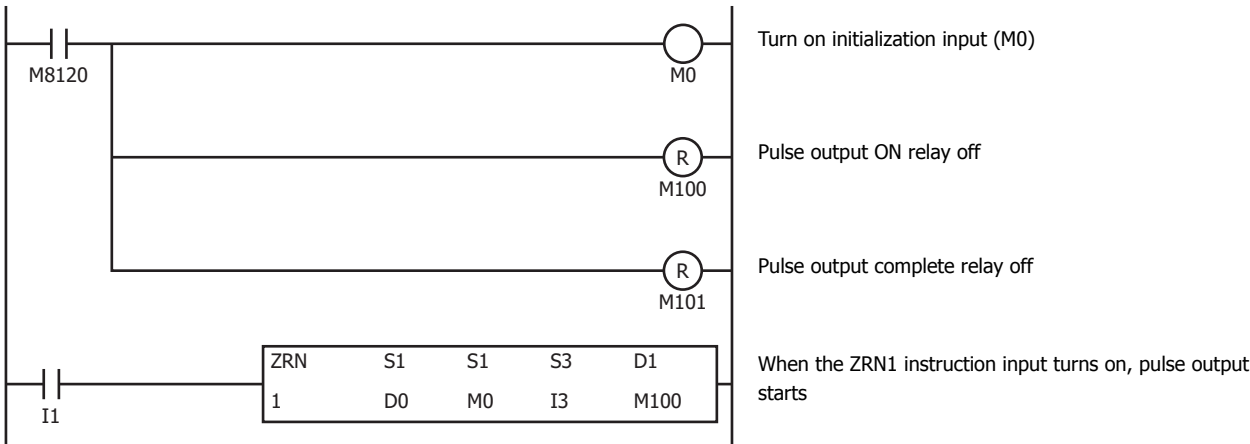 Turn on initialization input (M0)
M8120
M0
Pulse output ON relay off
R
M100
Pulse output complete relay off
R
M101
ZRN S1 S1 S3 D1
When the ZRN1 instruction input turns on, pulse output
starts
1 D0 M0 I3 M100
I1